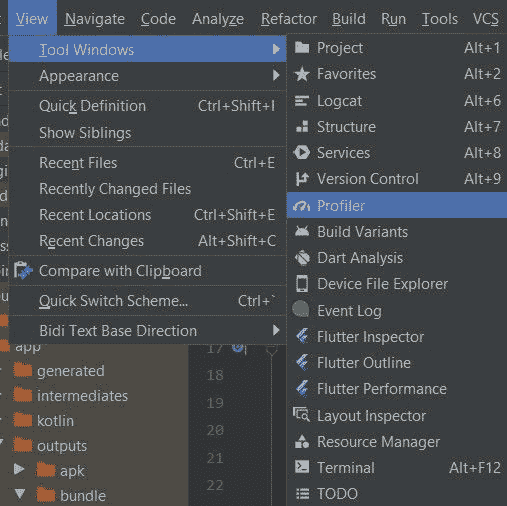 View Navigate Code Analyze Refactor Build Run Tools VCS
Tool Windows
Appearance
Quick Definition Ctrl+Shift+I
Show Siblings
Recent Files Ctrl+E
Recently Changed Files
Recent Locations Ctrl+Shift+E
Recent Changes Alt+Shift+C
Compare with Clipboard
Quick Switch Scheme... Ctrl+`
Bidi Text Base Direction
Project Alt+1
Favorites Alt+2
Logcat Alt+6
Structure Alt+7
Services Alt+8
Version Control Alt+9
Profiler
Build Variants
Dart Analysis
Device File Explorer
Event Log
Flutter Inspector
Flutter Outline
Flutter Performance
Layout Inspector
Resource Manager
Terminal Alt+F12
TODO
app
generated
intermediates
kotlin
outputs
apk
bundle
17
18
19
20
21
22